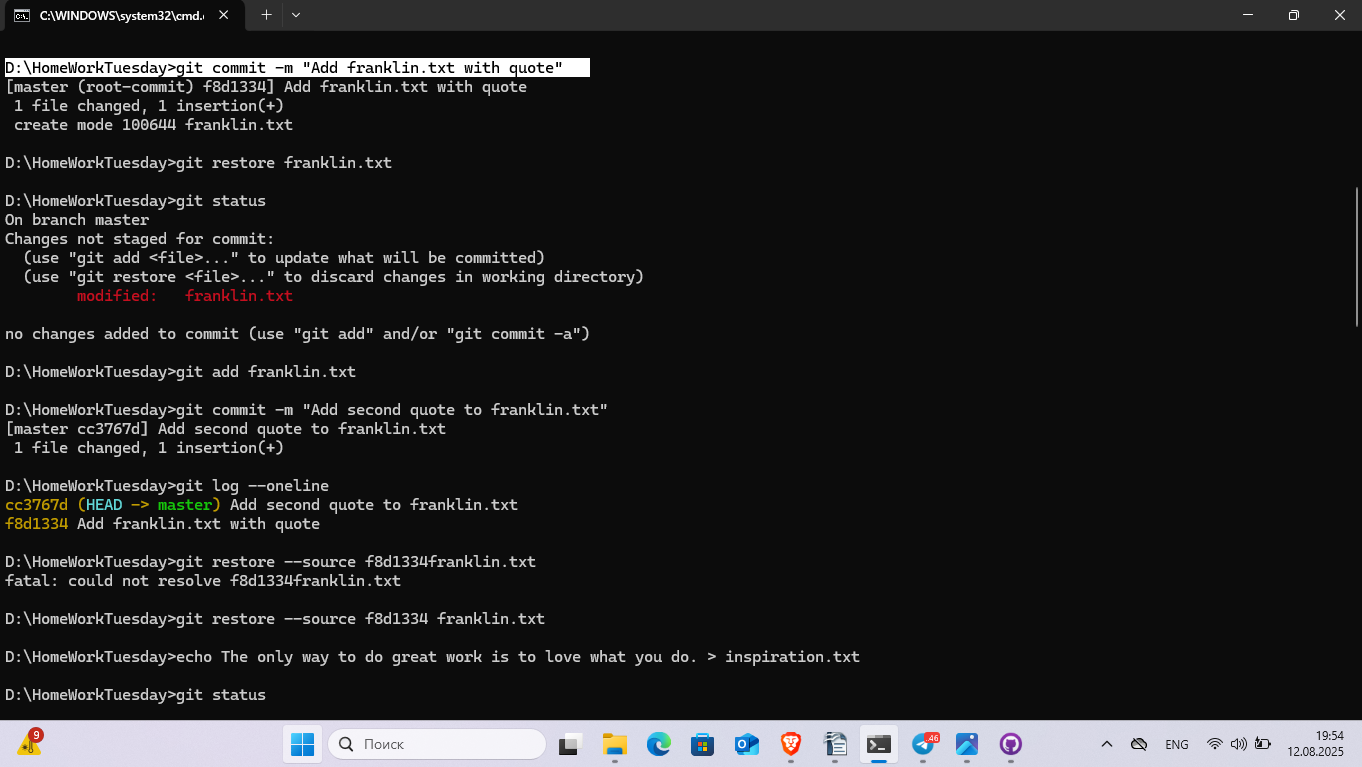 C:\WINDOWS\system32\cmd.
D:\HomeWorkTuesday>git commit -m "Add franklin.txt with quote"
[master (root-commit) f8d1334] Add franklin.txt with quote
 1 file changed, 1 insertion(+)
 create mode 100644 franklin.txt
D:\HomeWorkTuesday>git restore franklin.txt
D:\HomeWorkTuesday>git status
On branch master
Changes not staged for commit:
  (use "git add <file>..." to update what will be committed)
  (use "git restore <file>..." to discard changes in working directory)
        modified:   franklin.txt
no changes added to commit (use "git add" and/or "git commit -a")
D:\HomeWorkTuesday>git add franklin.txt
D:\HomeWorkTuesday>git commit -m "Add second quote to franklin.txt"
[master cc3767d] Add second quote to franklin.txt
 1 file changed, 1 insertion(+)
D:\HomeWorkTuesday>git log --oneline
cc3767d (HEAD -> master) Add second quote to franklin.txt
f8d1334 Add franklin.txt with quote
D:\HomeWorkTuesday>git restore --source f8d1334franklin.txt
fatal: could not resolve f8d1334franklin.txt
D:\HomeWorkTuesday>git restore --source f8d1334 franklin.txt
D:\HomeWorkTuesday>echo The only way to do great work is to love what you do. > inspiration.txt
D:\HomeWorkTuesday>git status
9
Поиск
46
ENG
19:54
12.08.2025